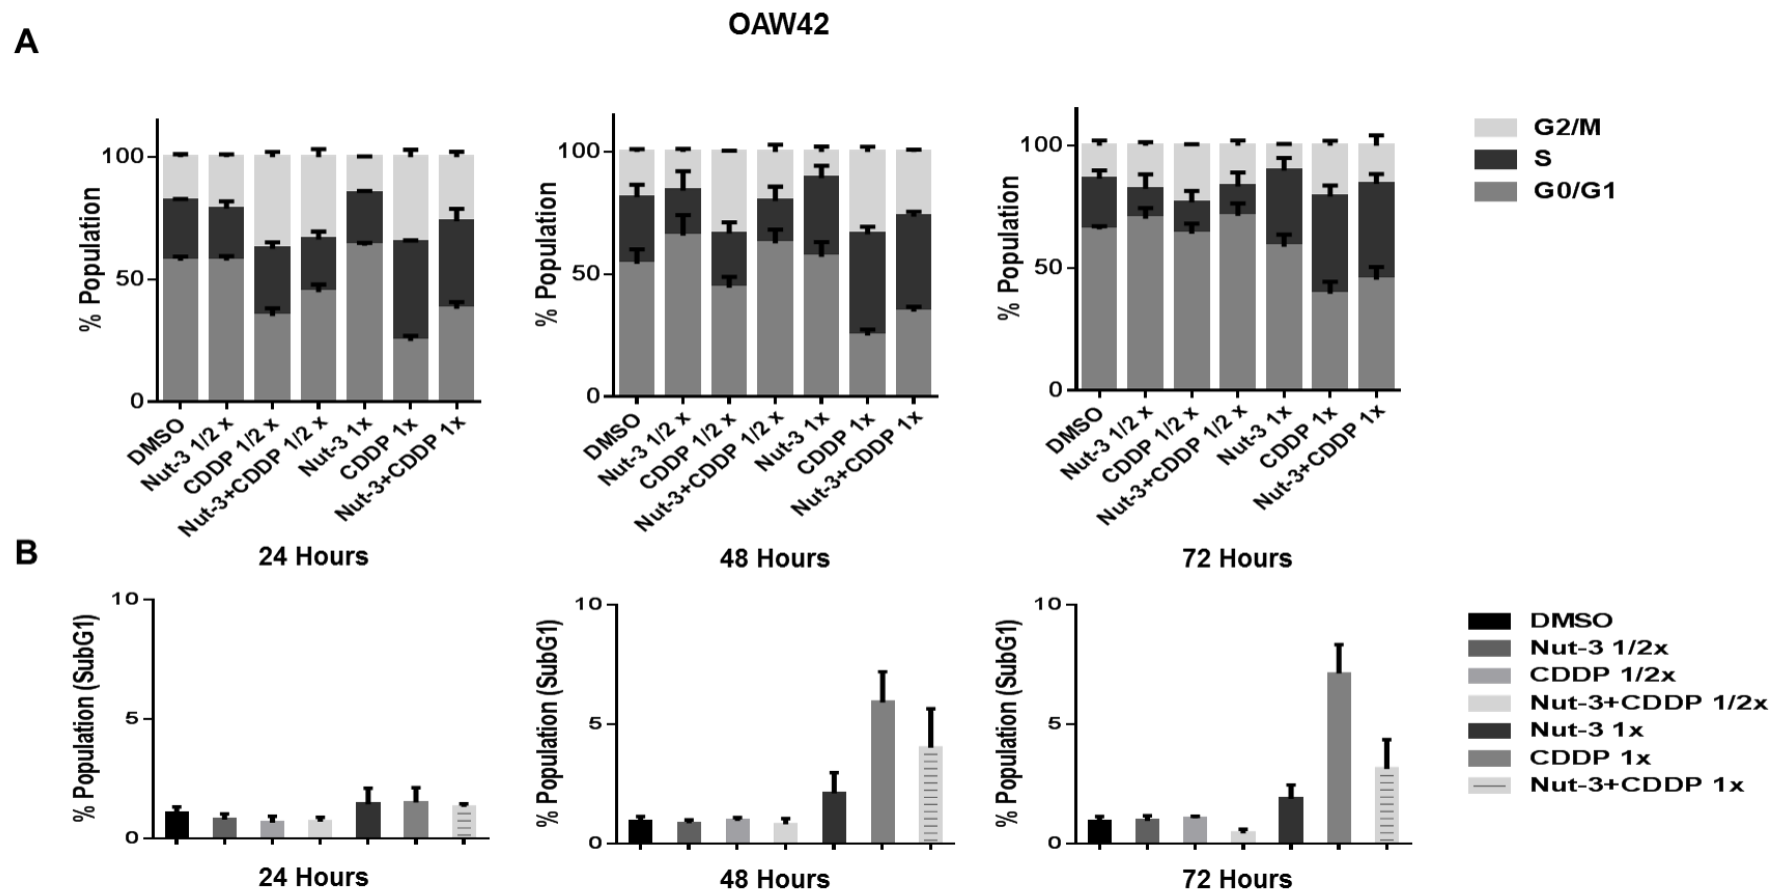 OAW42
A
% Population
100
50
0
DMSO
Nut-3 1/2 x
CDDP 1/2 x
Nut-3+CDDP 1/2 x
Nut-3 1x
CDDP 1x
Nut-3+CDDP 1x
24 Hours
% Population
100
50
0
DMSO
Nut-3 1/2 x
CDDP 1/2 x
Nut-3+CDDP 1/2 x
Nut-3 1x
CDDP 1x
Nut-3+CDDP 1x
48 Hours
% Population
100
50
0
DMSO
Nut-3 1/2 x
CDDP 1/2 x
Nut-3+CDDP 1/2 x
Nut-3 1x
CDDP 1x
Nut-3+CDDP 1x
72 Hours
G2/M
S
G0/G1
B
% Population (SubG1)
10
5
0
24 Hours
% Population (SubG1)
10
5
0
48 Hours
% Population (SubG1)
10
5
0
72 Hours
DMSO
Nut-3 1/2x
CDDP 1/2x
Nut-3+CDDP 1/2x
Nut-3 1x
CDDP 1x
Nut-3+CDDP 1x